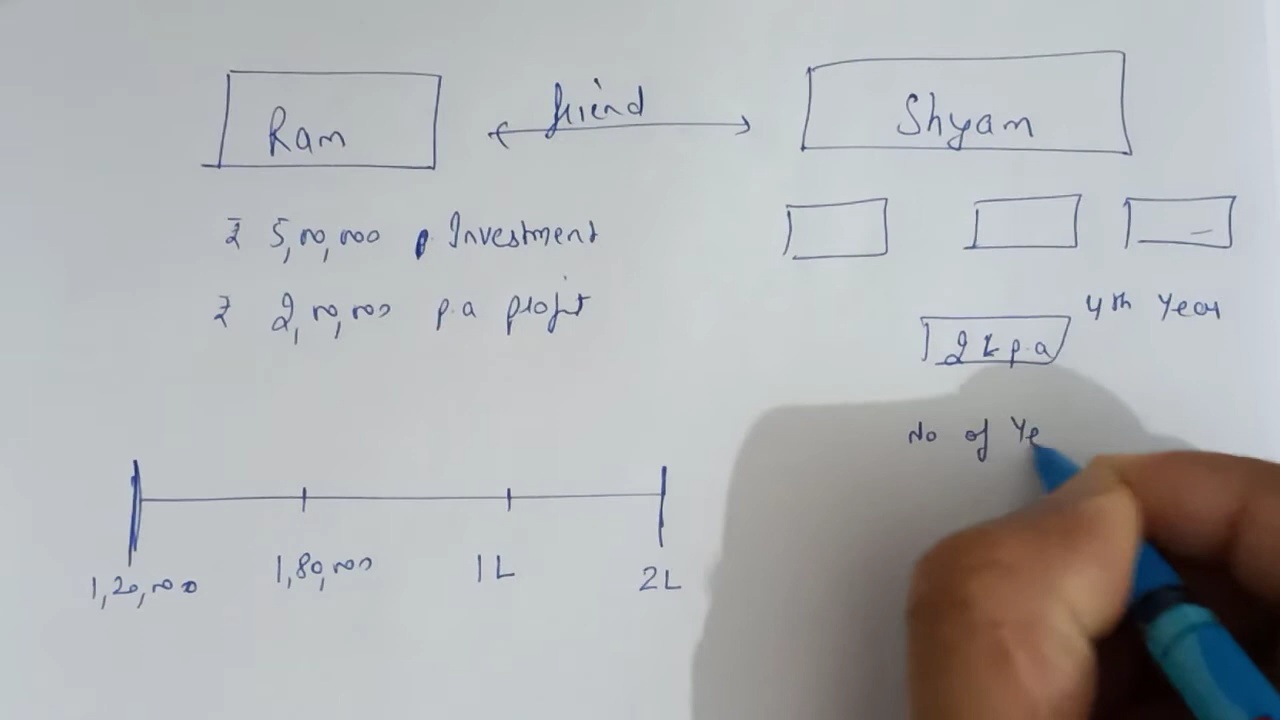 Ram
friend
Shyam
₹ 5,00,000 Investment
₹ 2,00,000 p.a profit
4th Year
2 L p.a
No of Ye
1,20,000
1,80,000
1 L
2L